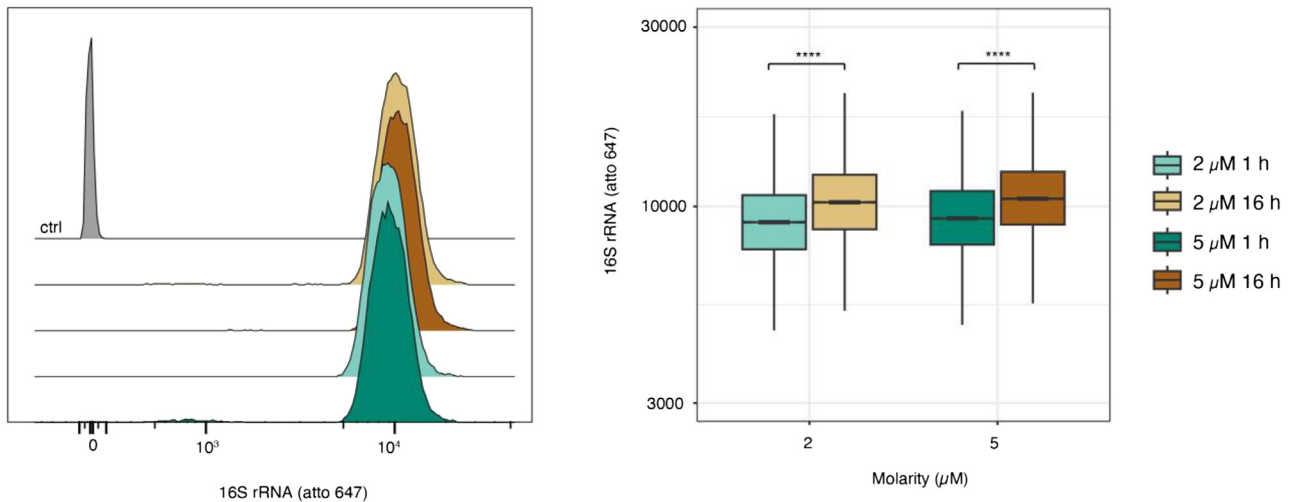 ctrl
0
10³
10⁴
16S rRNA (atto 647)
30000
10000
3000
16S rRNA (atto 647)
****
****
2
5
Molarity (µM)
2 µM 1 h
2 µM 16 h
5 µM 1 h
5 µM 16 h